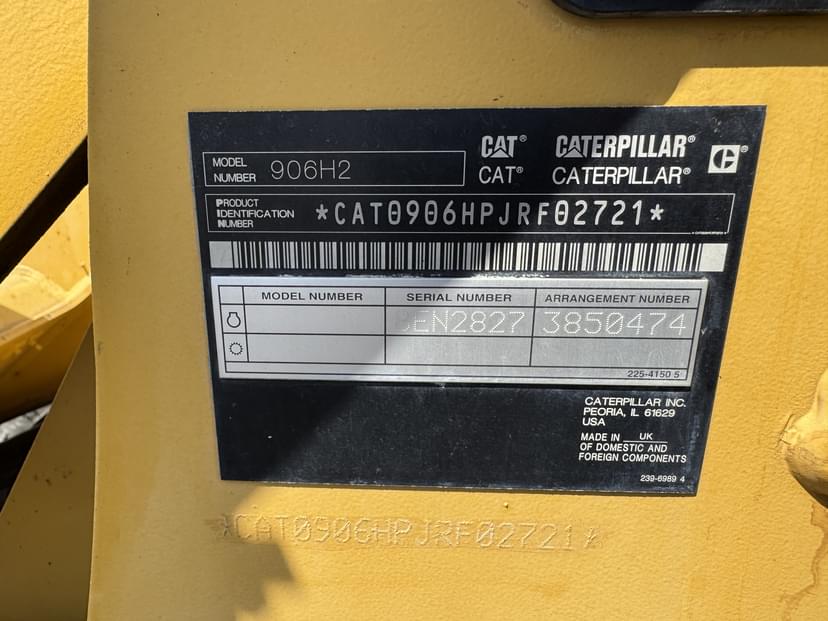 CAT® CATERPILLAR®
MODEL NUMBER 906H2
CAT® CATERPILLAR®
PRODUCT IDENTIFICATION NUMBER *CAT0906HPJRF02721*
MODEL NUMBER SERIAL NUMBER ARRANGEMENT NUMBER
3850474
225-4150 5
CATERPILLAR INC.
PEORIA, IL 61629
USA
MADE IN UK
OF DOMESTIC AND
FOREIGN COMPONENTS
239-6989 4
*CAT0906HPJRF02721*